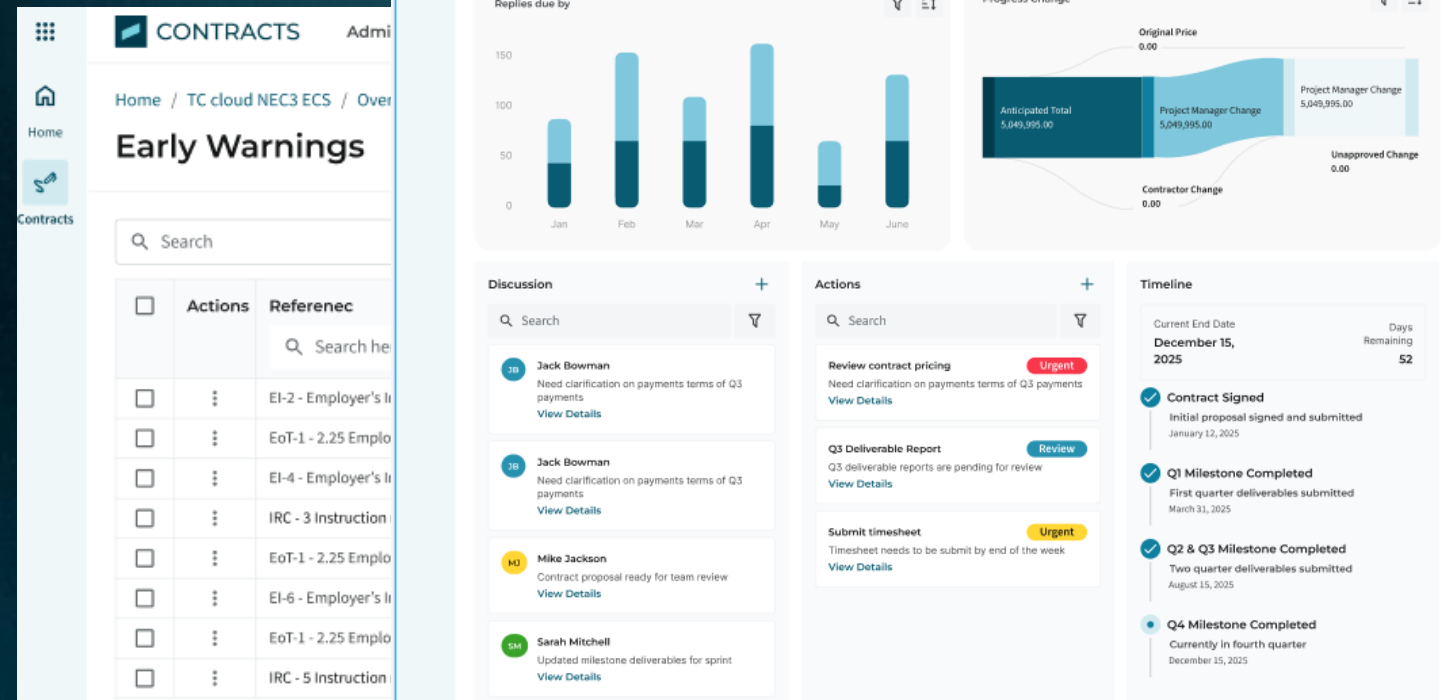 CONTRACTS
Home / TC cloud NEC3 ECS /
Early Warnings
Home
Contracts
Search
Actions
Referenec
Search
EI-2 - Employer's
EoT-1 - 2.25
EI-4 - Employer's
IRC - 3 Instruction
EoT-1 - 2.25
EI-6 - Employer's
EoT-1 - 2.25
IRC - 5 Instruction
Replies due by
150
100
50
0
Jan
Feb
Mar
Apr
May
June
Progress Change
Original Price
0.00
Anticipated Total
5,049,995.00
Project Manager Change
5,049,995.00
Project Manager Change
5,049,995.00
Unapproved Change
0.00
Contractor Change
0.00
Discussion
Search
JB
Jack Bowman
Need clarification on payments terms of Q3
payments
View Details
JB
Jack Bowman
Need clarification on payments terms of Q3
payments
View Details
MJ
Mike Jackson
Contract proposal ready for team review
View Details
SM
Sarah Mitchell
Updated milestone deliverables for sprint
View Details
Actions
Search
Review contract pricing
Urgent
Need clarification on payments terms of Q3 payments
View Details
Q3 Deliverable Report
Review
Q3 deliverable reports are pending for review
View Details
Submit timesheet
Urgent
Timesheet needs to be submit by end of the week
View Details
Timeline
Current End Date
December 15,
2025
Days
Remaining
52
Contract Signed
Initial proposal signed and submitted
January 12, 2025
Q1 Milestone Completed
First quarter deliverables submitted
March 31, 2025
Q2 & Q3 Milestone Completed
Two quarter deliverables submitted
August 15, 2025
Q4 Milestone Completed
Currently in fourth quarter
December 15, 2025